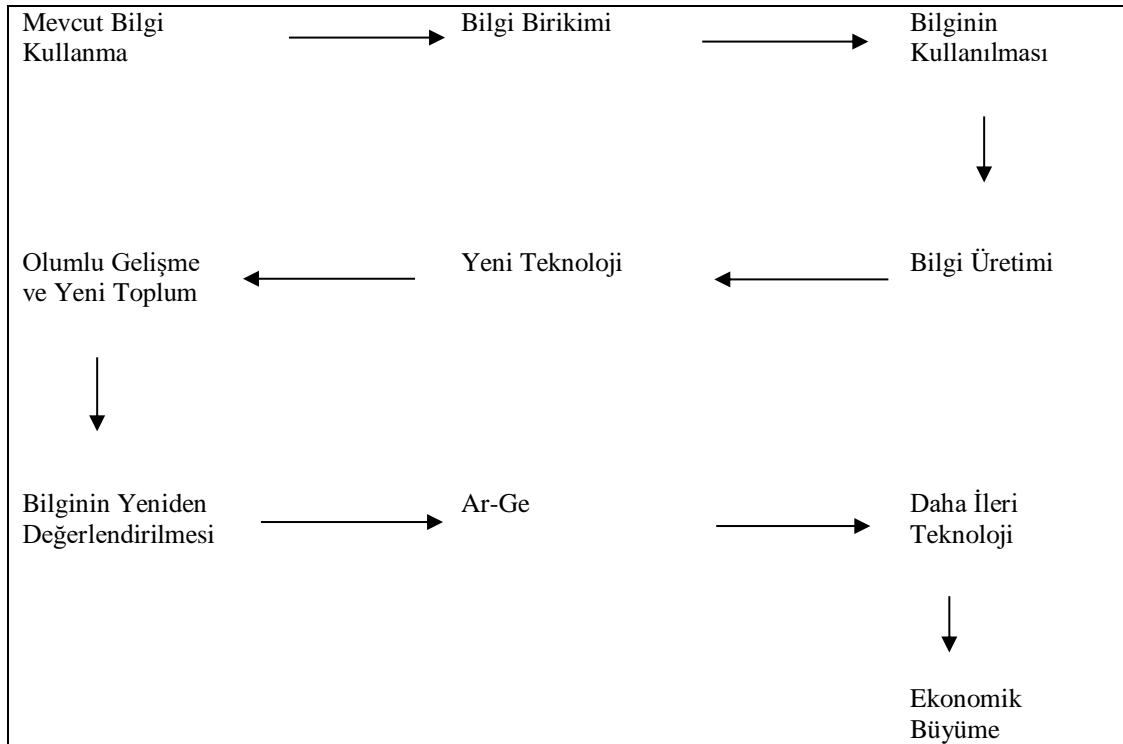 Mevcut Bilgi
Kullanma
Bilgi Birikimi
Bilginin
Kullanılması
Olumlu Gelişme
ve Yeni Toplum
Yeni Teknoloji
Bilgi Üretimi
Bilginin Yeniden
Değerlendirilmesi
Ar-Ge
Daha İleri
Teknoloji
Ekonomik
Büyüme